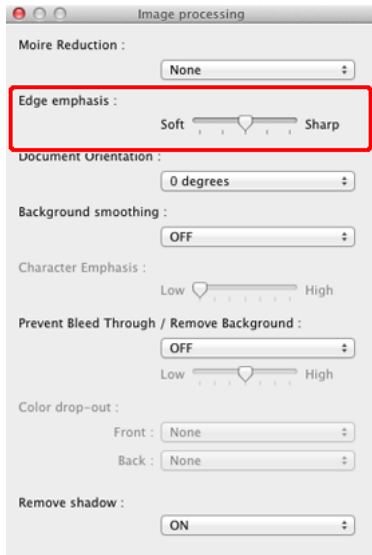 Image processing
Moire Reduction :
None
Edge emphasis :
Soft Sharp
Document Orientation :
0 degrees
Background smoothing :
OFF
Character Emphasis :
Low High
Prevent Bleed Through / Remove Background :
OFF
Low High
Color drop-out :
Front : None
Back : None
Remove shadow :
ON